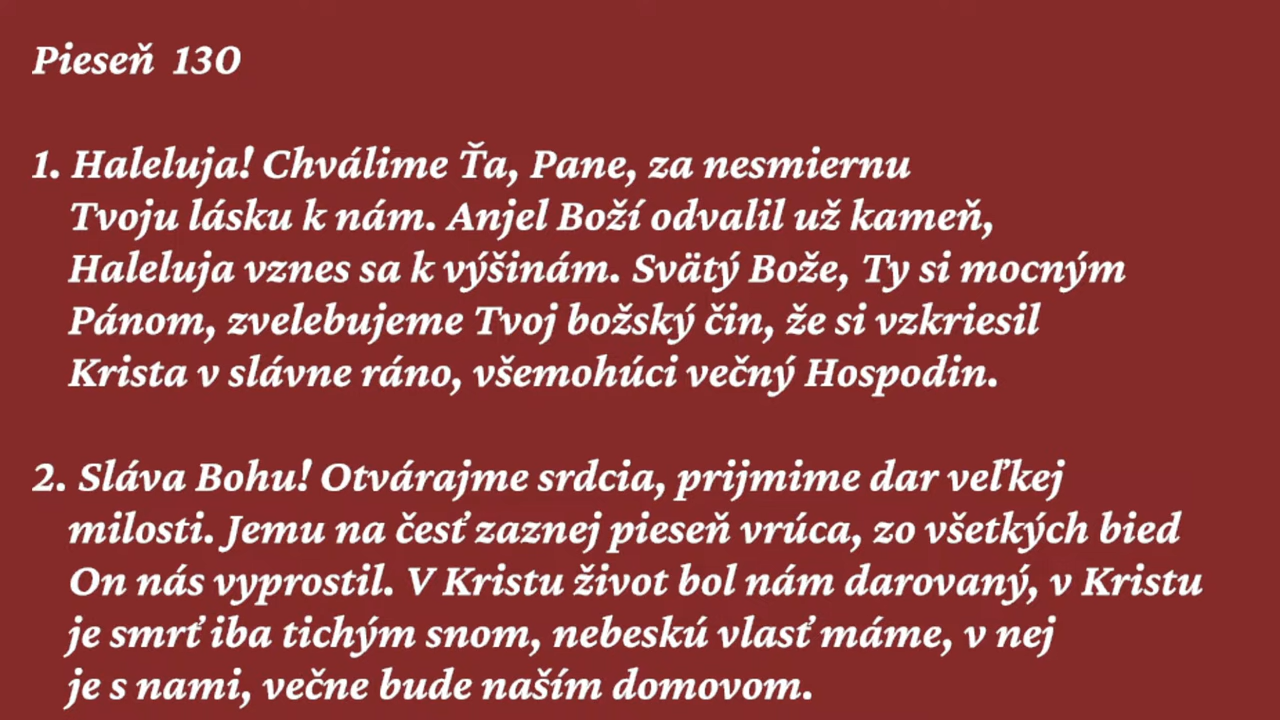 Pieseň 130
1. Haleluja! Chválime Ťa, Pane, za nesmiernu
Tvoju lásku k nám. Anjel Boží odvalil už kameň,
Haleluja vznes sa k výšinám. Svätý Bože, Ty si mocným
Pánom, zvelebujeme Tvoj božský čin, že si vzkriesil
Krista v slávne ráno, všemohúci večný Hospodin.
2. Sláva Bohu! Otvárajme srdcia, prijmime dar veľkej
milosti. Jemu na česť zaznej pieseň vrúca, zo všetkých bied
On nás vyprostil. V Kristu život bol nám darovaný, v Kristu
je smrť iba tichým snom, nebeskú vlasť máme, v nej
je s nami, večne bude naším domovom.